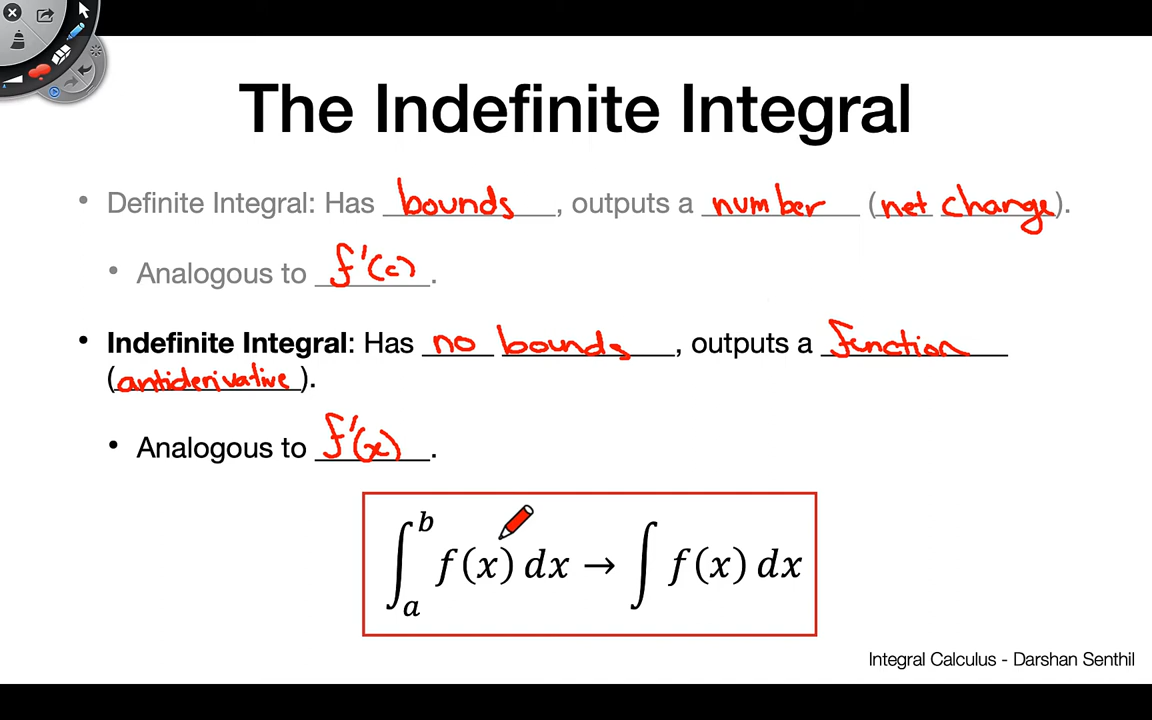 The Indefinite Integral
• Definite Integral: Has bounds, outputs a number (net change).
• Analogous to f'(c).
• Indefinite Integral: Has no bounds, outputs a function
(antiderivative).
• Analogous to f'(x).
∫_a^b f(x) dx → ∫ f(x) dx
Integral Calculus - Darshan Senthil